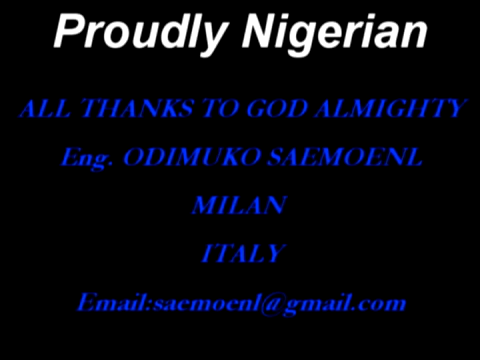 Proudly Nigerian
ALL THANKS TO GOD ALMIGHTY
Eng. ODIMUKO SAEMOENL
MILAN
ITALY
Email:saemoenl@gmail.com